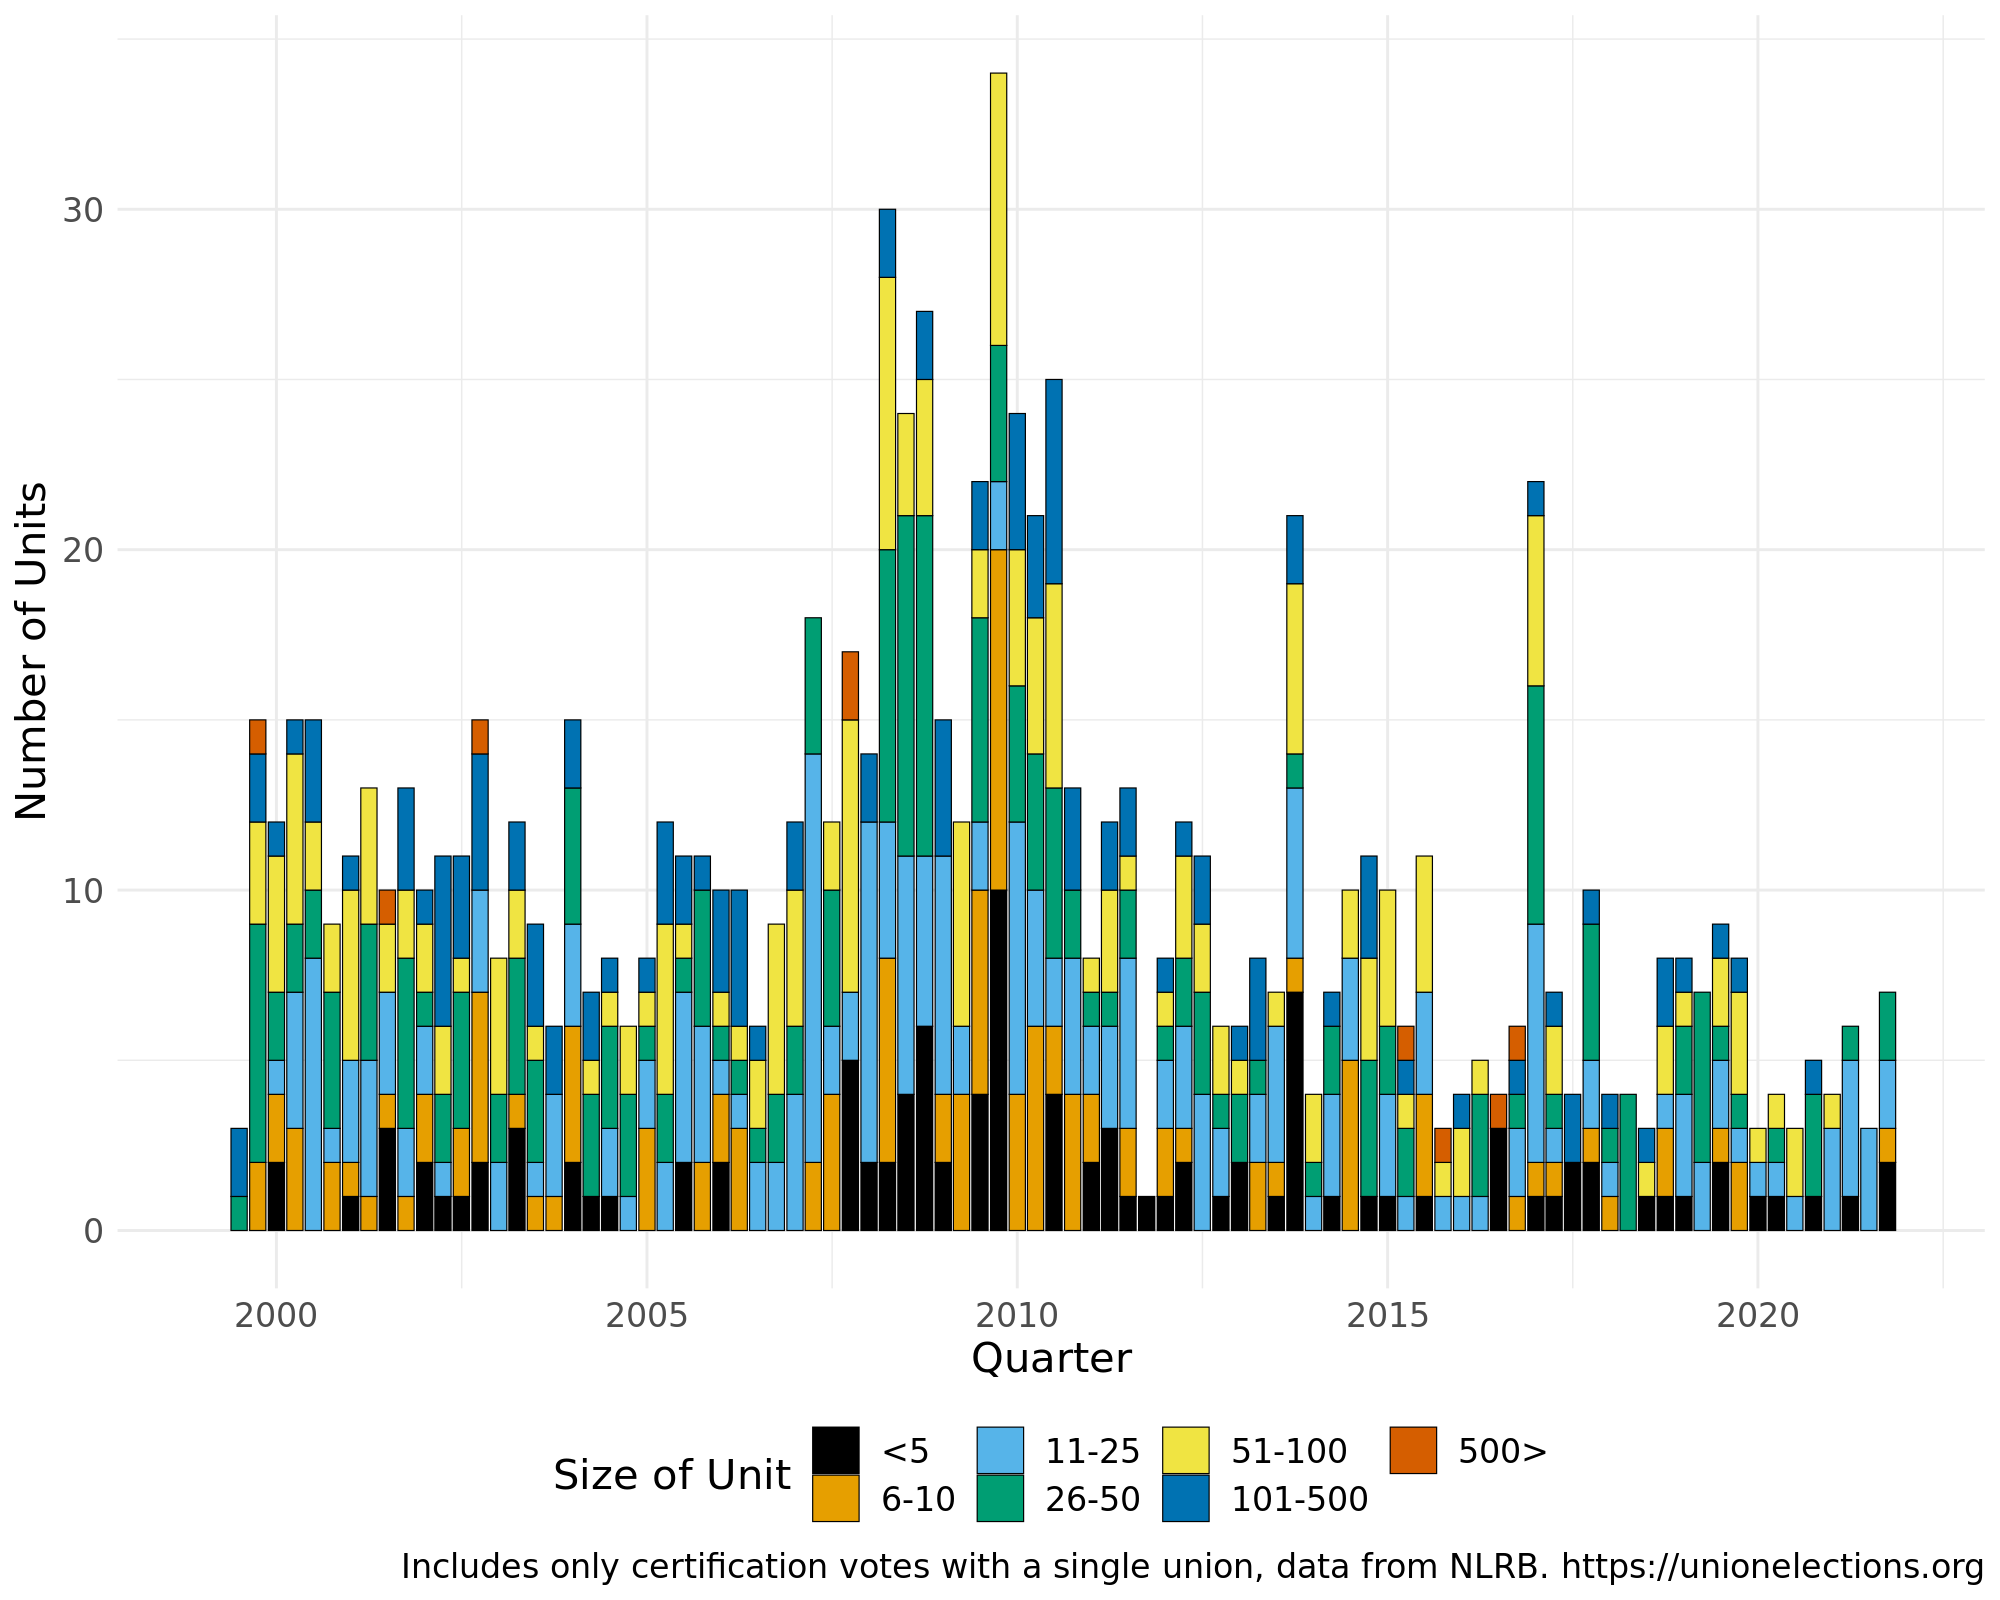 Number of Units
30
20
10
0
2000 2005 2010 2015 2020
Quarter
Size of Unit
<5 11-25 51-100 500>
6-10 26-50 101-500
Includes only certification votes with a single union, data from NLRB. https://unionelections.org